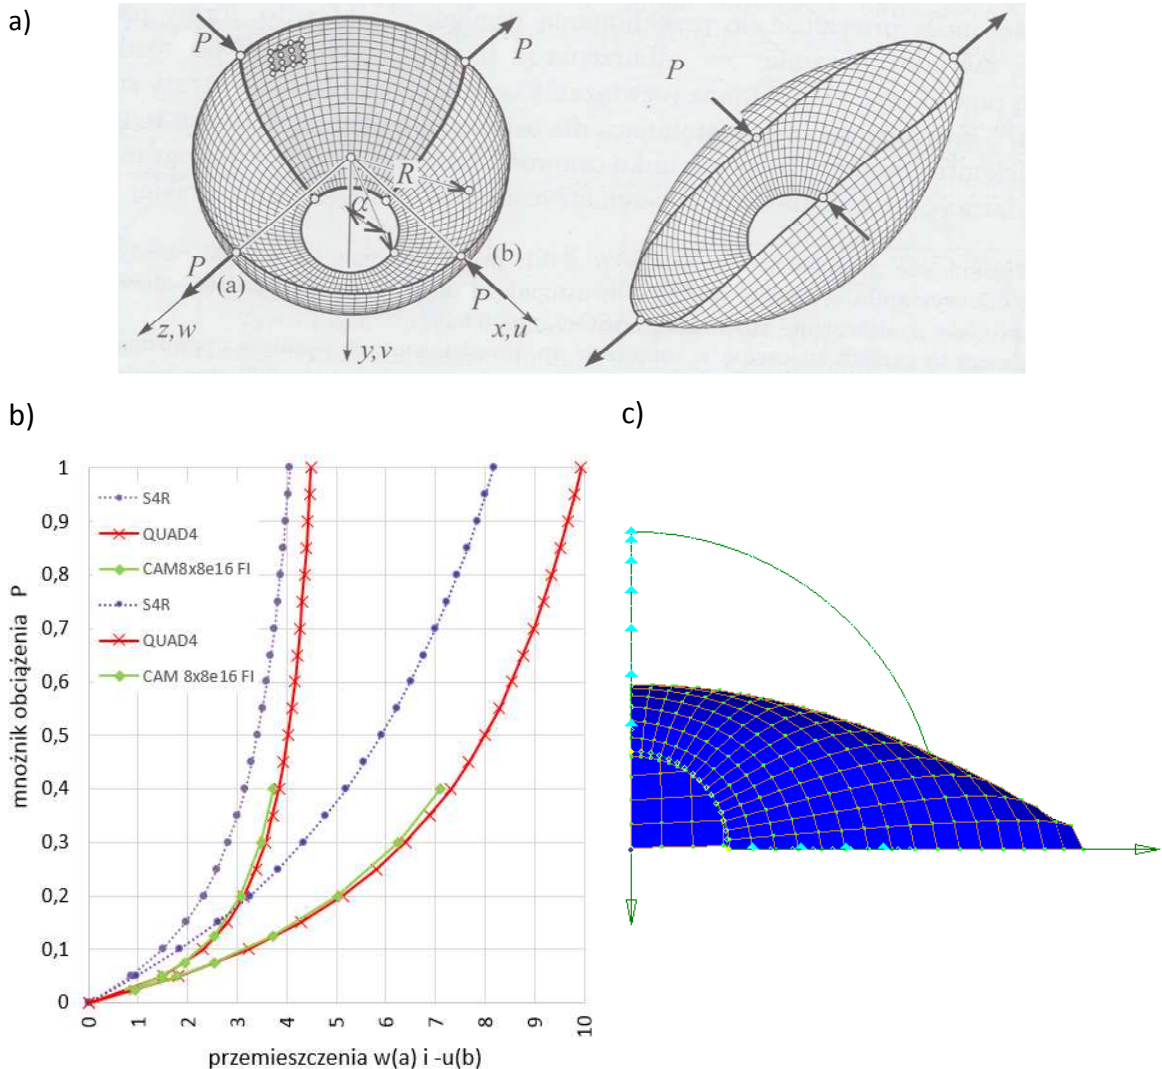 a)
P
P
R
α
P
(a)
(b)
P
z,w
y,v
x,u
P
b)
c)
mnożnik obciążenia P
1
0,9
0,8
0,7
0,6
0,5
0,4
0,3
0,2
0,1
0
S4R
QUAD4
CAM8x8e16 FI
S4R
QUAD4
CAM 8x8e16 FI
0
1
2
3
4
5
6
7
8
9
10
przemieszczenia w(a) i -u(b)